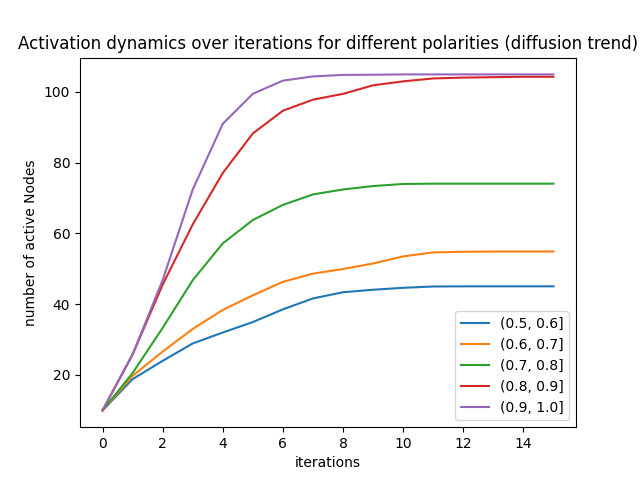 Activation dynamics over iterations for different polarities (diffusion trend)
number of active Nodes
100
80
60
40
20
0 2 4 6 8 10 12 14
iterations
(0.5, 0.6]
(0.6, 0.7]
(0.7, 0.8]
(0.8, 0.9]
(0.9, 1.0]